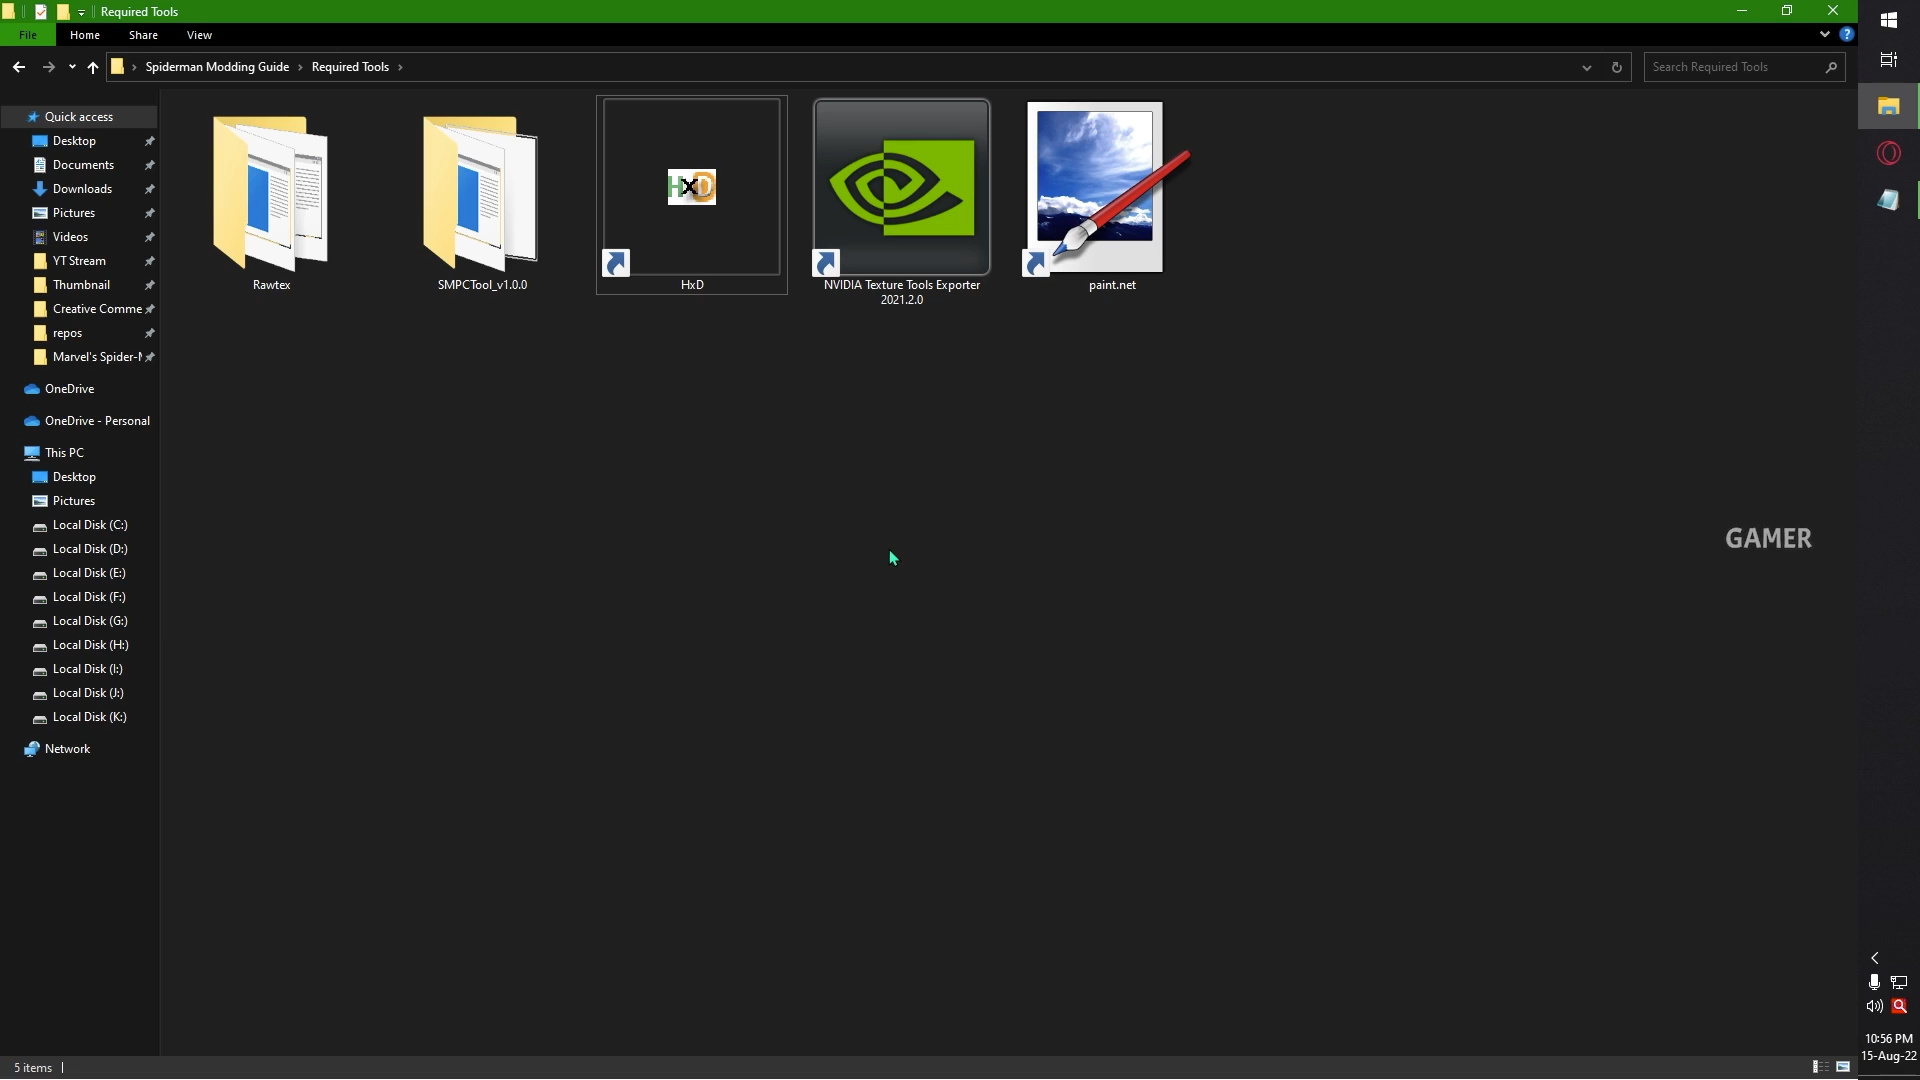 Required Tools
File Home Share View
Spiderman Modding Guide Required Tools
Search Required Tools
Quick access
Desktop
Documents
Downloads
Pictures
Videos
YT Stream
Thumbnail
Creative Comme
repos
Marvel's Spider-
OneDrive
OneDrive - Personal
This PC
Desktop
Pictures
Local Disk (C:)
Local Disk (D:)
Local Disk (E:)
Local Disk (F:)
Local Disk (G:)
Local Disk (H:)
Local Disk (I:)
Local Disk (J:)
Local Disk (K:)
Network
HxD
Rawtex
SMPCTool_v1.0.0
HxD
NVIDIA Texture Tools Exporter
2021.2.0
paint.net
GAMER
5 items
10:56 PM
15-Aug-22